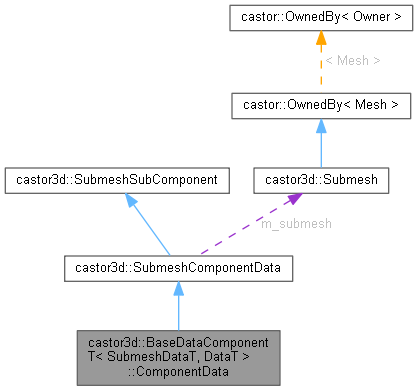 castor::OwnedBy< Owner >
< Mesh >
castor::OwnedBy< Mesh >
castor3d::SubmeshSubComponent
castor3d::Submesh
m_submesh
castor3d::SubmeshComponentData
castor3d::BaseDataComponent
T< SubmeshDataT, DataT >
::ComponentData